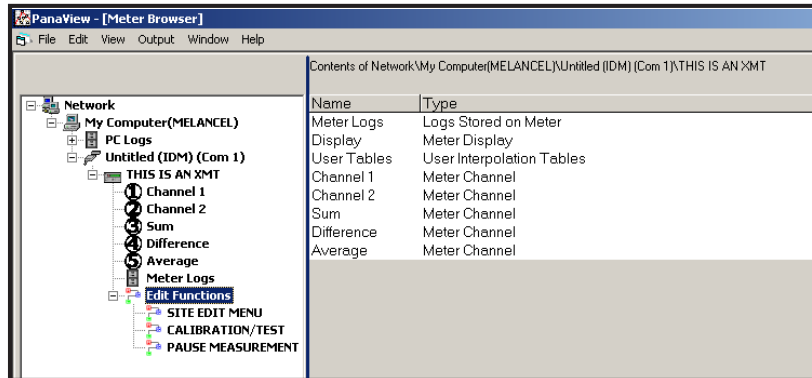 PanaView - [Meter Browser]
File Edit View Output Window Help
Contents of Network\My Computer(MELANCEL)\Untitled (IDM) (Com 1)\THIS IS AN XMT
Network
My Computer(MELANCEL)
PC Logs
Untitled (IDM) (Com 1)
THIS IS AN XMT
1 Channel 1
2 Channel 2
3 Sum
4 Difference
5 Average
Meter Logs
Edit Functions
SITE EDIT MENU
CALIBRATION/TEST
PAUSE MEASUREMENT
Name Type
Meter Logs Logs Stored on Meter
Display Meter Display
User Tables User Interpolation Tables
Channel 1 Meter Channel
Channel 2 Meter Channel
Sum Meter Channel
Difference Meter Channel
Average Meter Channel